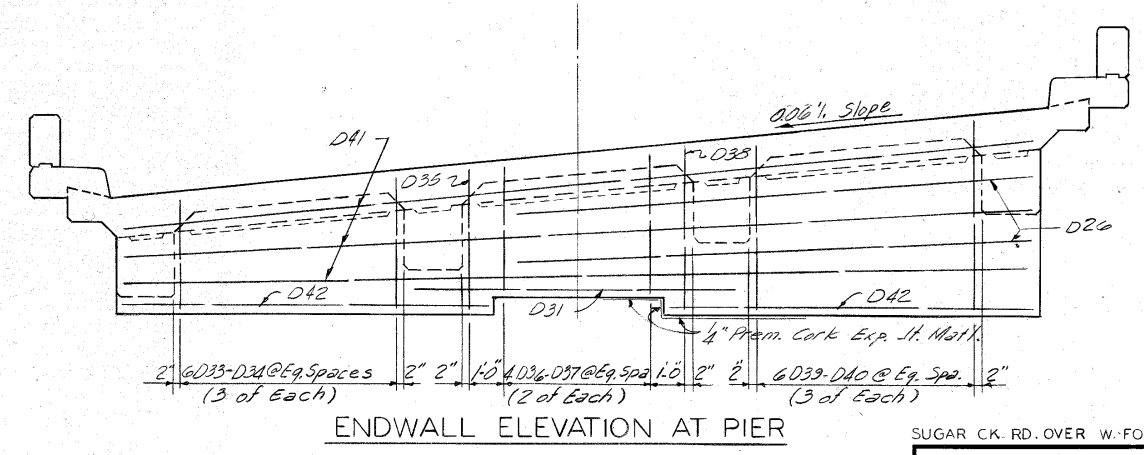 0.06'/. Slope
D41
D38
D35
D26
D42
D31
D42
1/4" Prem. Cork Exp. Jt. Mat'l.
2" 6D33-D34@Eq.Spaces 2" 2" 1'-0" 4D36-D37@Eq.Spa 1'-0" 2" 2" 6D39-D40@Eq. Spa. 2"
(3 of Each) (2 of Each) (3 of Each)
ENDWALL ELEVATION AT PIER
SUGAR CK. RD. OVER W. FO